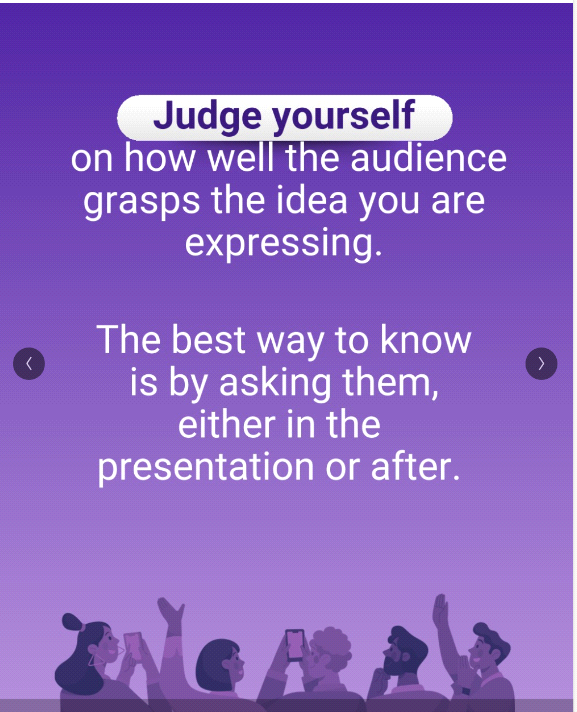 Judge yourself
on how well the audience
grasps the idea you are
expressing.
The best way to know
is by asking them,
either in the
presentation or after.